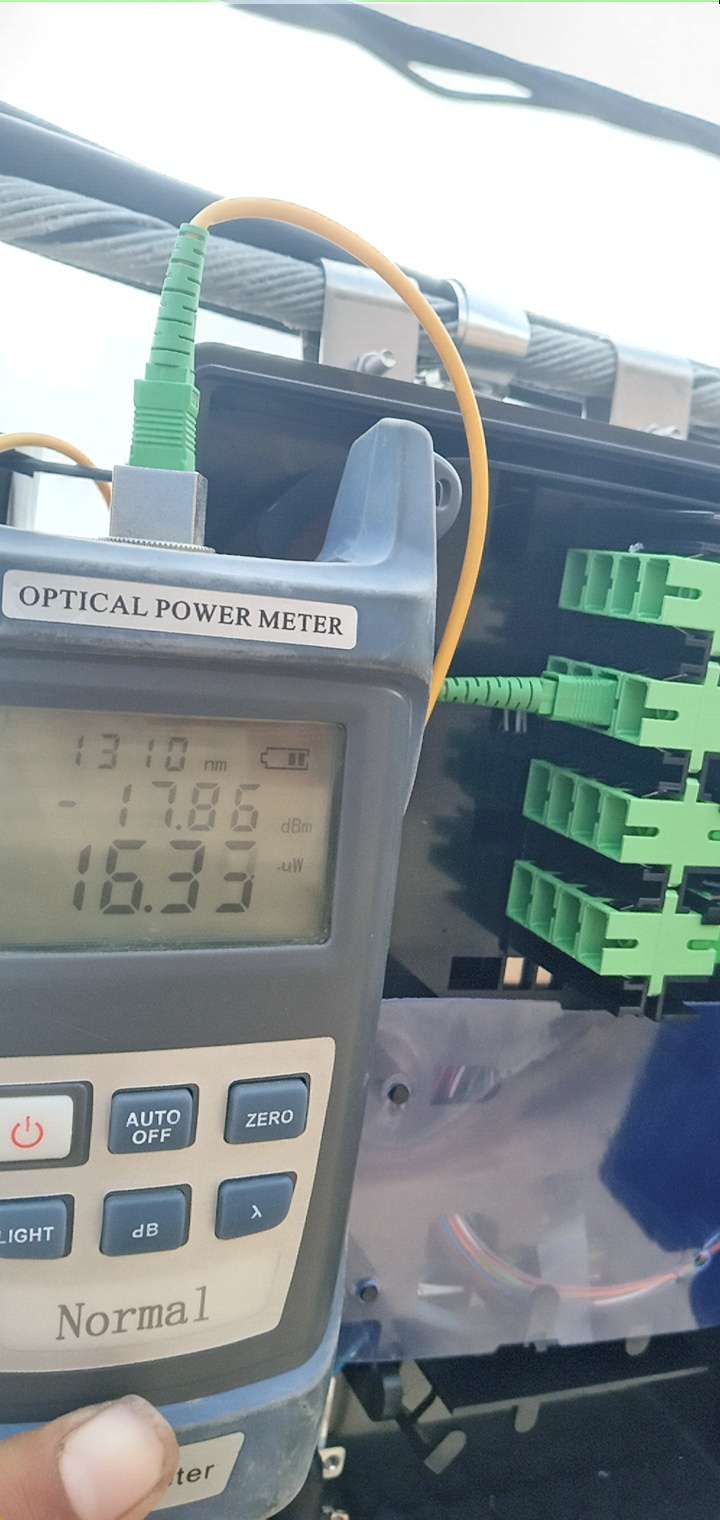 OPTICAL POWER METER
1310 nm
-17.86 dBm
16.33 uW
AUTO
OFF
ZERO
LIGHT
dB
λ
Normal